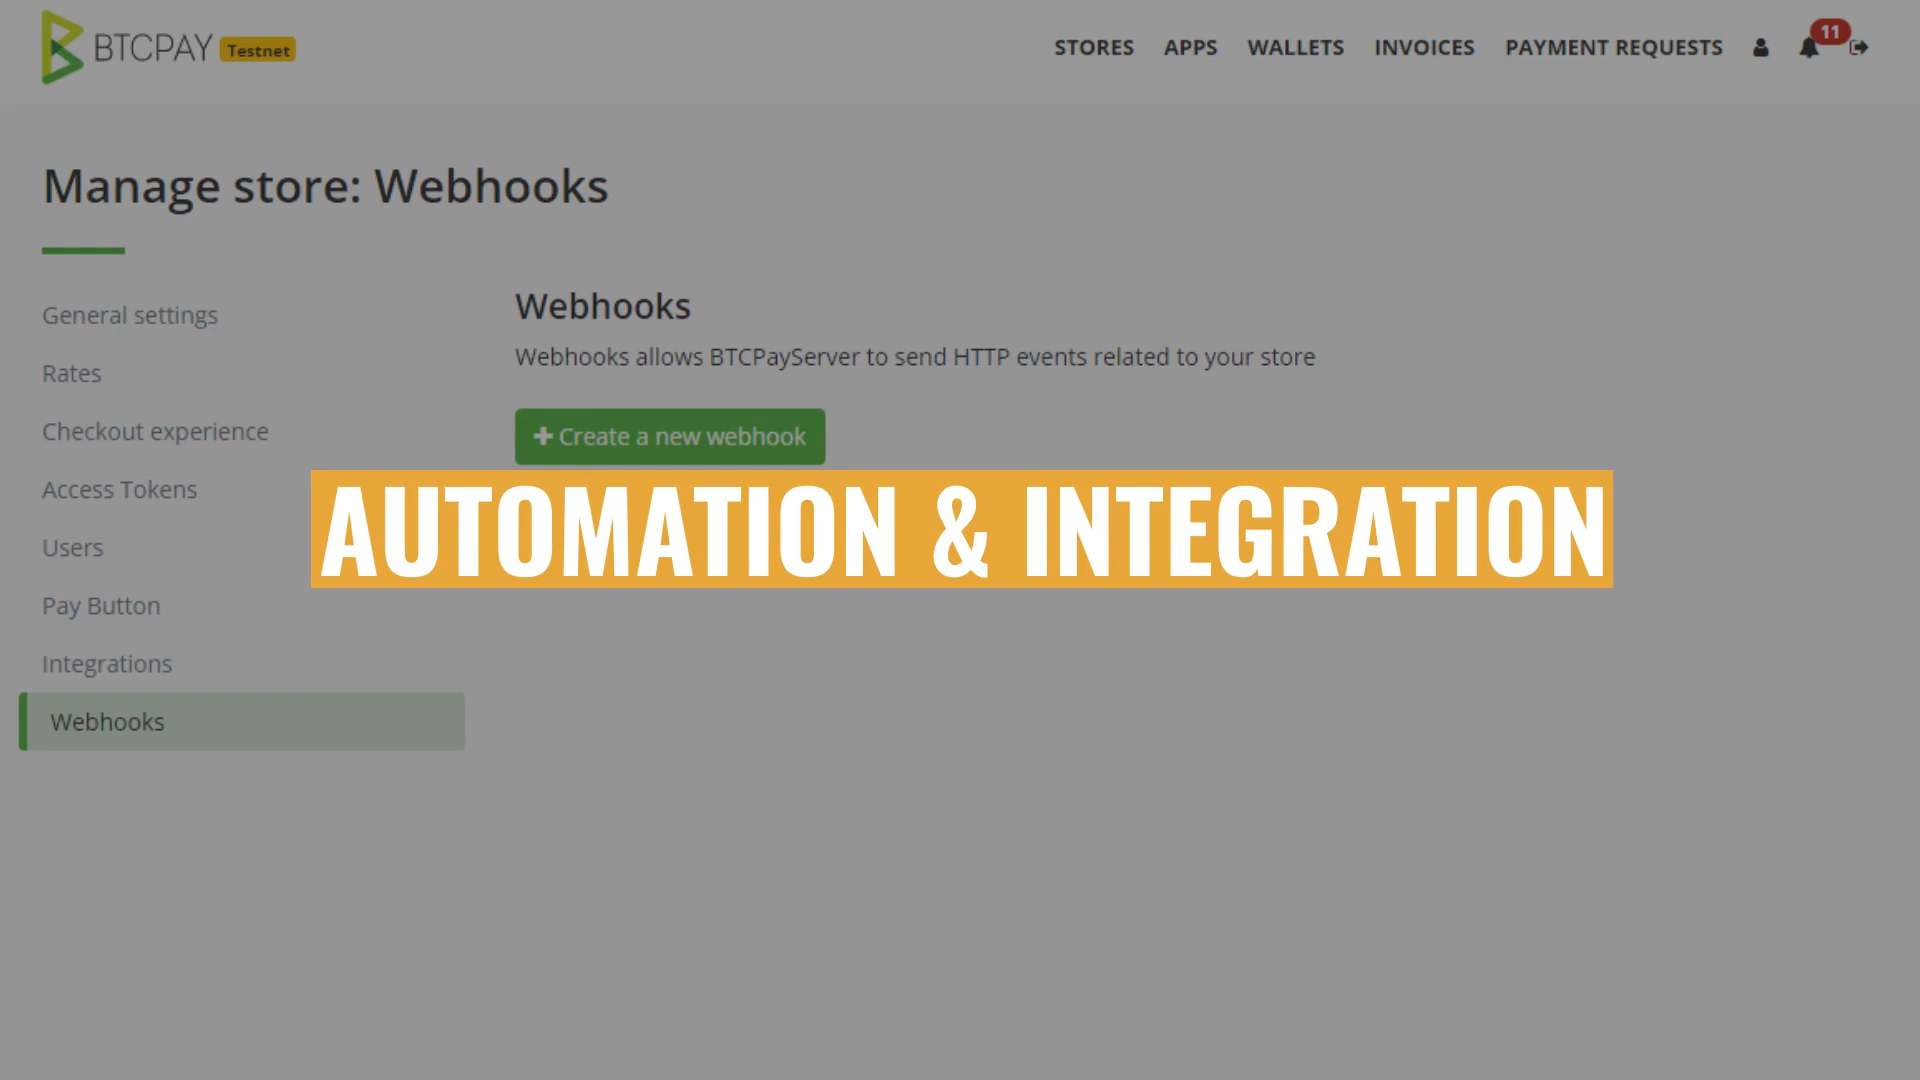 BTCPAY Testnet
STORES APPS WALLETS INVOICES PAYMENT REQUESTS 11
Manage store: Webhooks
General settings
Rates
Checkout experience
Access Tokens
Users
Pay Button
Integrations
Webhooks
Webhooks
Webhooks allows BTCPayServer to send HTTP events related to your store
Create a new webhook
AUTOMATION & INTEGRATION